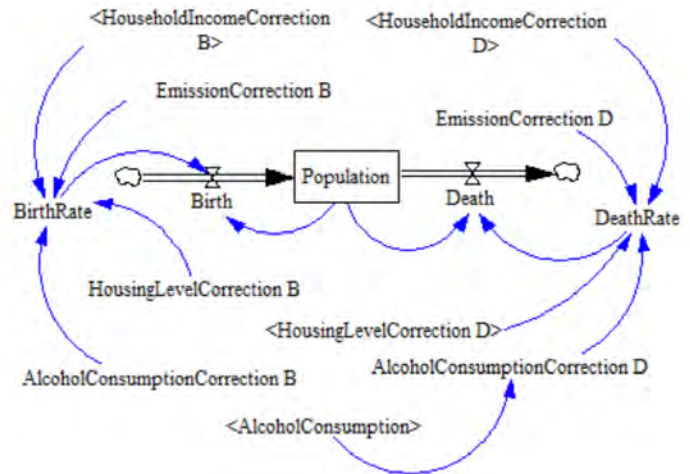 <HouseholdIncomeCorrection
B>
<HouseholdIncomeCorrection
D>
EmissionCorrection B
EmissionCorrection D
Population
Birth
Death
BirthRate
DeathRate
HousingLevelCorrection B
<HousingLevelCorrection D>
AlcoholConsumptionCorrection B
AlcoholConsumptionCorrection D
<AlcoholConsumption>